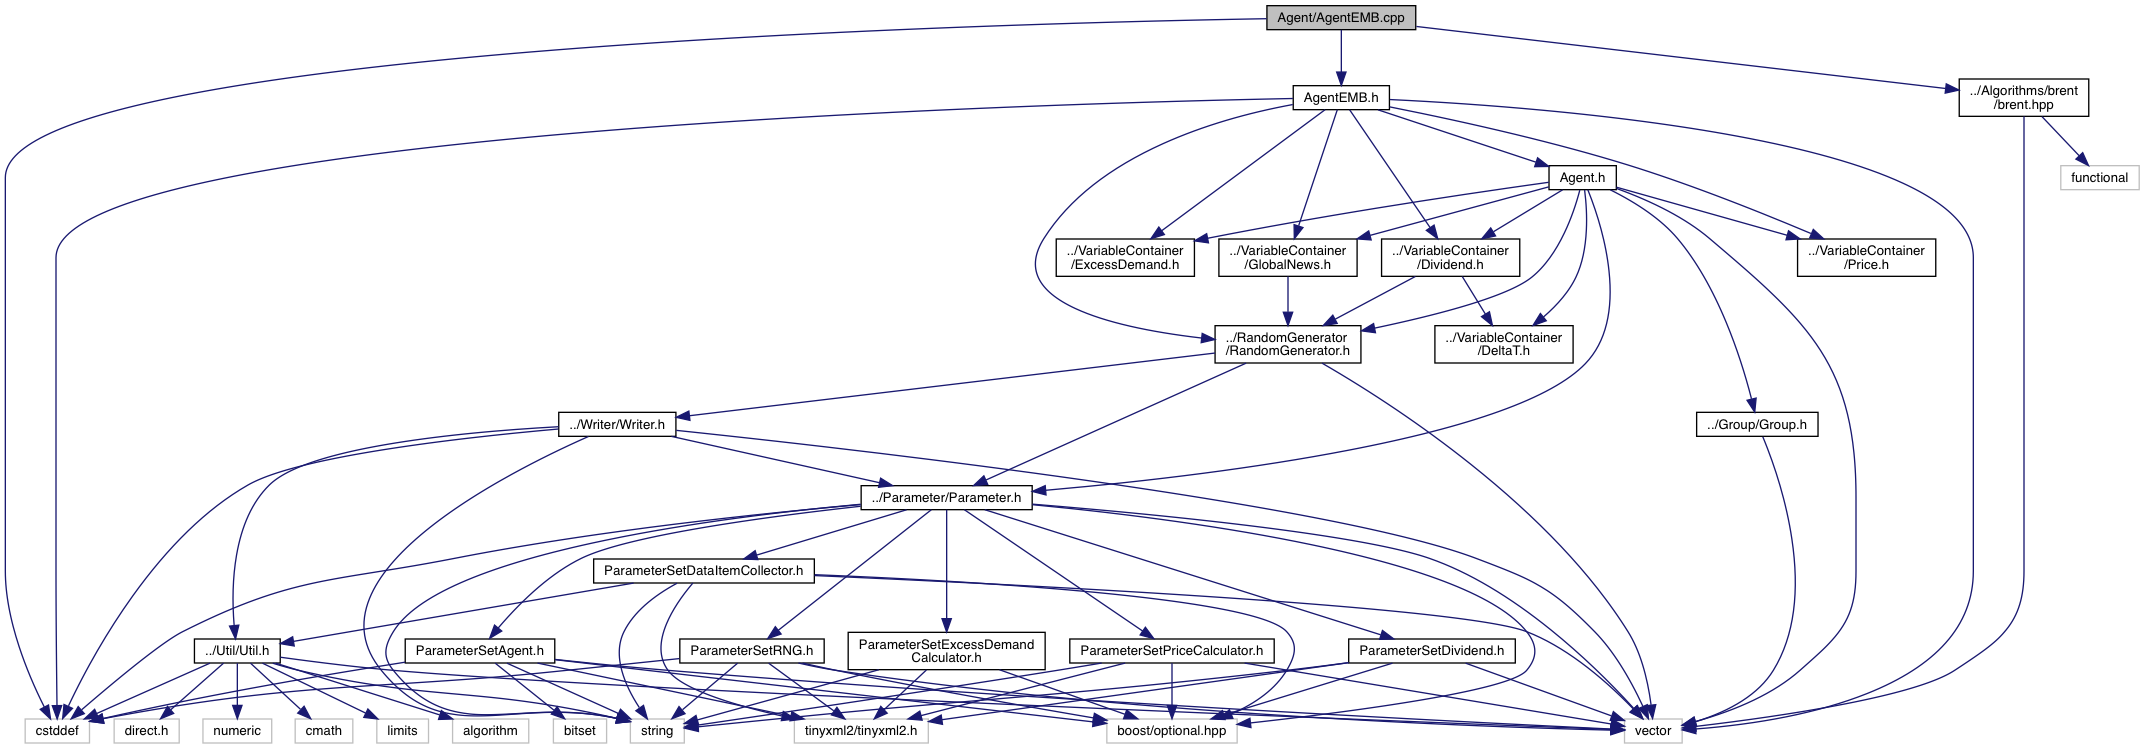 Agent/AgentEMB.cpp
AgentEMB.h
../Algorithms/brent
/brent.hpp
Agent.h
functional
../VariableContainer
/ExcessDemand.h
../VariableContainer
/GlobalNews.h
../VariableContainer
/Dividend.h
../VariableContainer
/Price.h
../RandomGenerator
/RandomGenerator.h
../VariableContainer
/DeltaT.h
../Writer/Writer.h
../Group/Group.h
../Parameter/Parameter.h
ParameterSetDataItemCollector.h
../Util/Util.h
ParameterSetAgent.h
ParameterSetRNG.h
ParameterSetExcessDemand
Calculator.h
ParameterSetPriceCalculator.h
ParameterSetDividend.h
cstddef
direct.h
numeric
cmath
limits
algorithm
bitset
string
tinyxml2/tinyxml2.h
boost/optional.hpp
vector